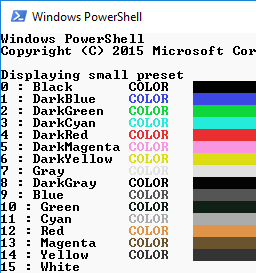 Windows PowerShell
Windows PowerShell
Copyright (C) 2015 Microsoft Cor
Displaying small preset
0 : Black COLOR
1 : DarkBlue COLOR
2 : DarkGreen COLOR
3 : DarkCyan COLOR
4 : DarkRed COLOR
5 : DarkMagenta COLOR
6 : DarkYellow COLOR
7 : Gray COLOR
8 : DarkGray COLOR
9 : Blue COLOR
10 : Green COLOR
11 : Cyan COLOR
12 : Red COLOR
13 : Magenta COLOR
14 : Yellow COLOR
15 : White